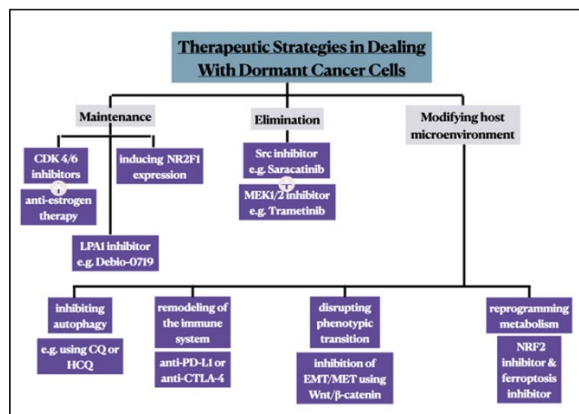 Therapeutic Strategies in Dealing
With Dormant Cancer Cells
Maintenance
Elimination
Modifying host
microenvironment
CDK 4/6
inhibitors
+
anti-estrogen
therapy
inducing NR2F1
expression
LPA1 inhibitor
e.g. Debio-0719
Src inhibitor
e.g. Saracatinib
+
MEK1/2 inhibitor
e.g. Trametinib
inhibiting
autophagy
e.g. using CQ or
HCQ
remodeling of
the immune
system
anti-PD-L1 or
anti-CTLA-4
disrupting
phenotypic
transition
inhibition of
EMT/MET using
Wnt/β-catenin
reprogramming
metabolism
NRF2
inhibitor &
ferroptosis
inhibitor